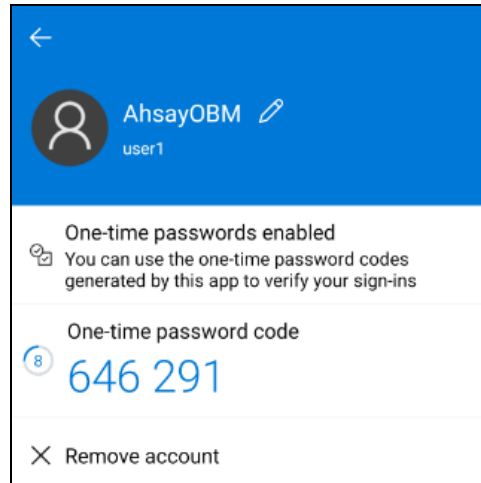 AhsayOBM
user1
One-time passwords enabled
You can use the one-time password codes
generated by this app to verify your sign-ins
One-time password code
8
646 291
Remove account